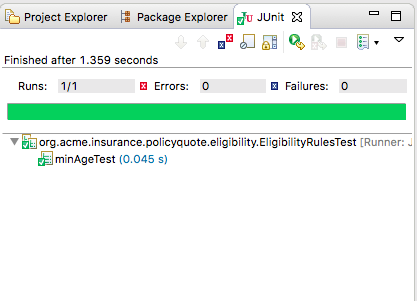 Project Explorer Package Explorer JUnit
Finished after 1.359 seconds
Runs: 1/1 Errors: 0 Failures: 0
org.acme.insurance.policyquote.eligibility.EligibilityRulesTest [Runner: J
minAgeTest (0.045 s)